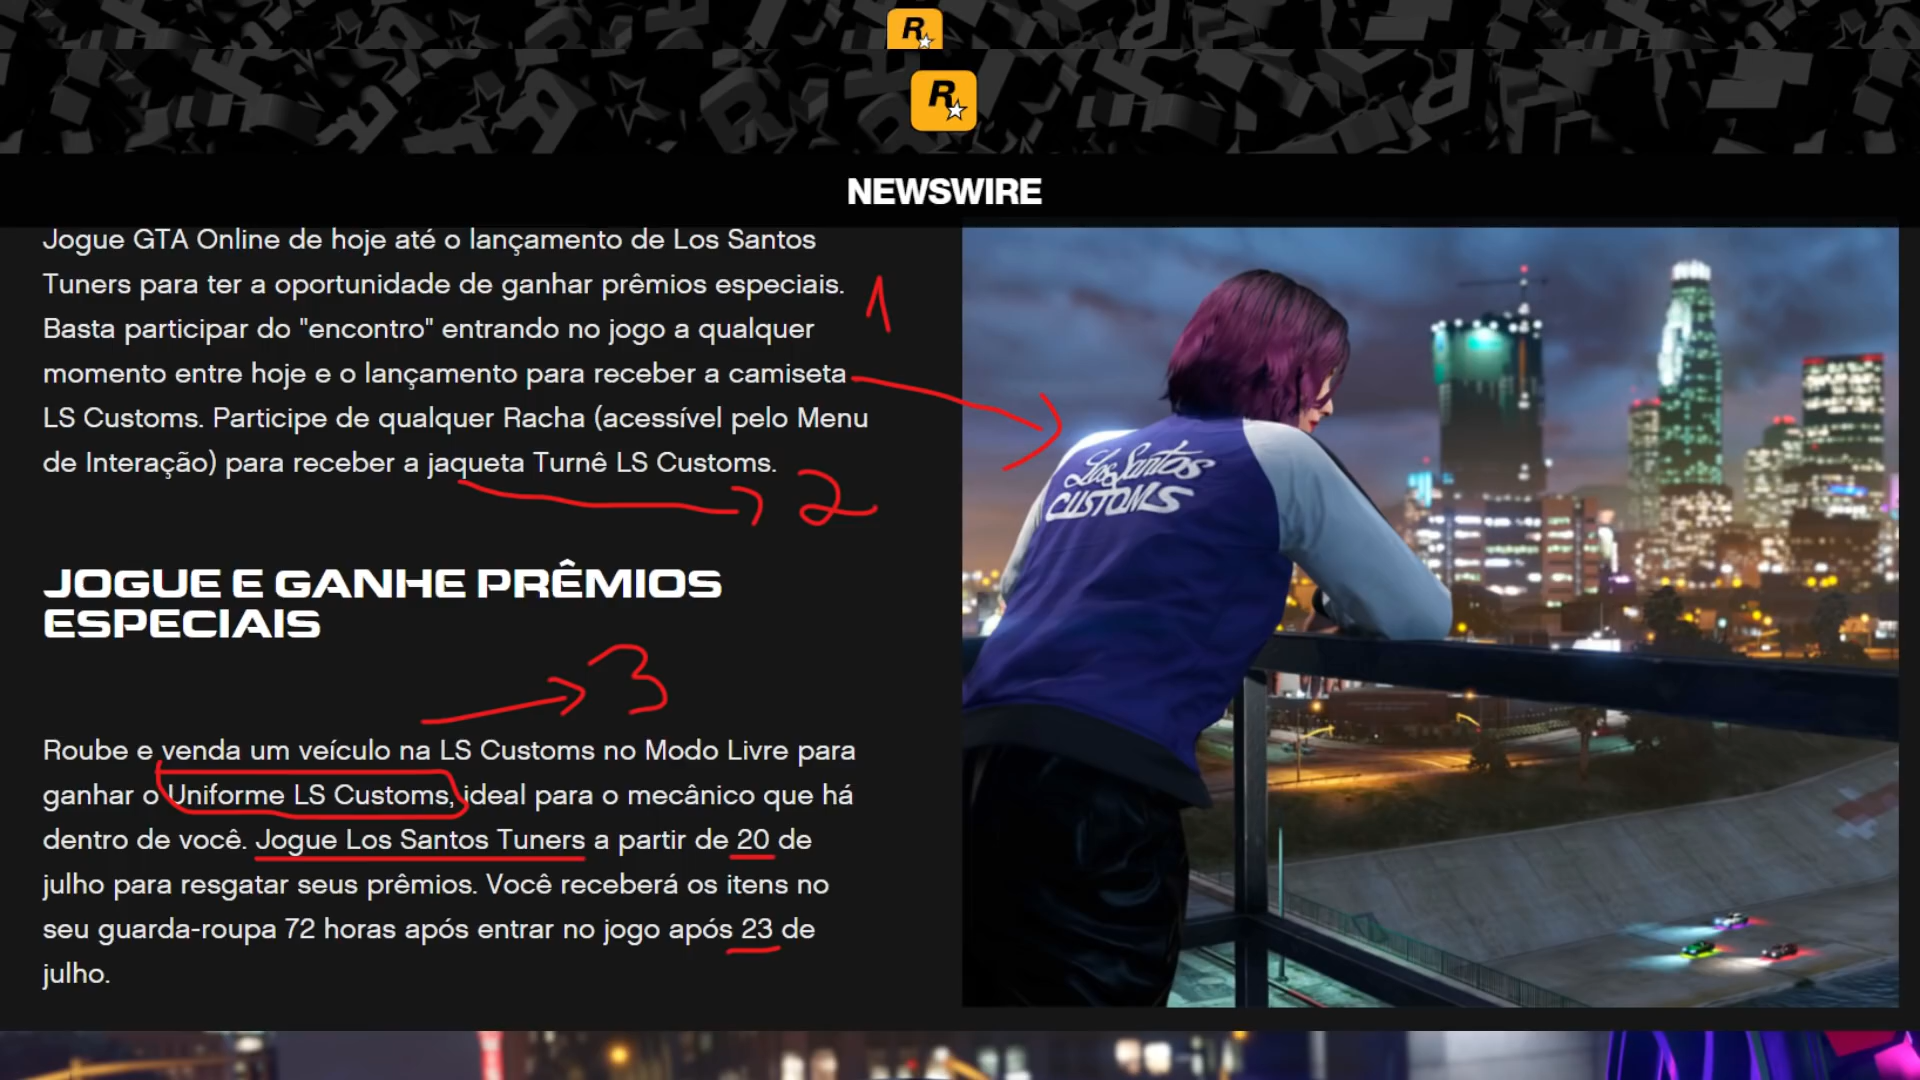 R
R
NEWSWIRE
Jogue GTA Online de hoje até o lançamento de Los Santos
Tuners para ter a oportunidade de ganhar prêmios especiais.
1
Basta participar do "encontro" entrando no jogo a qualquer
momento entre hoje e o lançamento para receber a camiseta
LS Customs. Participe de qualquer Racha (acessível pelo Menu
de Interação) para receber a jaqueta Turnê LS Customs.
2
JOGUE E GANHE PRÊMIOS
ESPECIAIS
3
Roube e venda um veículo na LS Customs no Modo Livre para
ganhar o Uniforme LS Customs, ideal para o mecânico que há
dentro de você. Jogue Los Santos Tuners a partir de 20 de
julho para resgatar seus prêmios. Você receberá os itens no
seu guarda-roupa 72 horas após entrar no jogo após 23 de
julho.
Los Santos
CUSTOMS